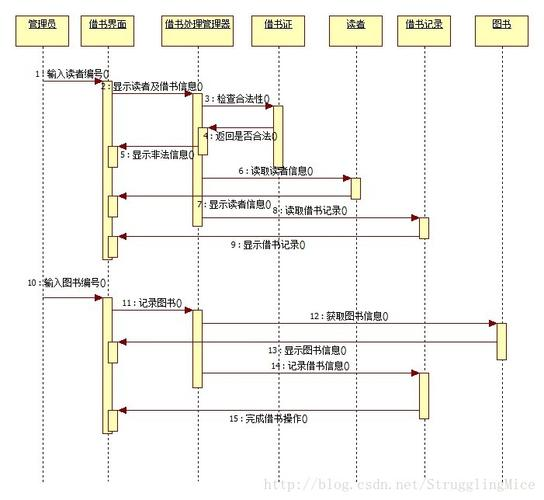 管理员
借书界面
借书处理管理器
借书证
读者
借书记录
图书
1 : 输入读者编号()
2 : 显示读者及借书信息()
3 : 检查合法性()
4 : 返回是否合法()
5 : 显示非法信息()
6 : 读取读者信息()
7 : 显示读者信息()
8 : 读取借书记录()
9 : 显示借书记录()
10 : 输入图书编号()
11 : 记录图书()
12 : 获取图书信息()
13 : 显示图书信息()
14 : 记录借书信息()
15 : 完成借书操作()
http://blog.csdn.net/StrugglingMice